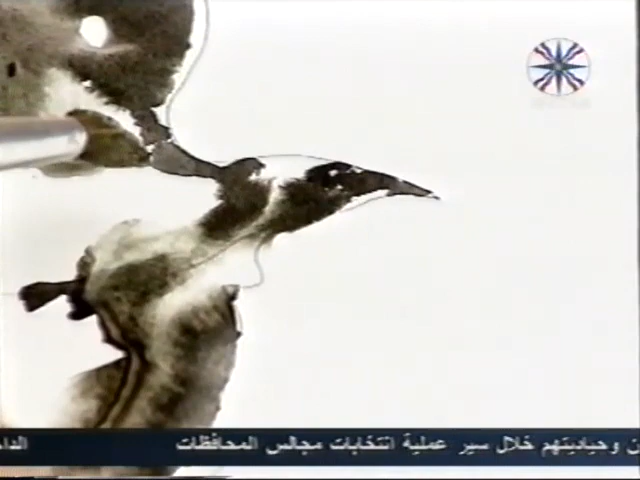 وحياديتهم خلال سير عملية انتخابات مجالس المحافظات